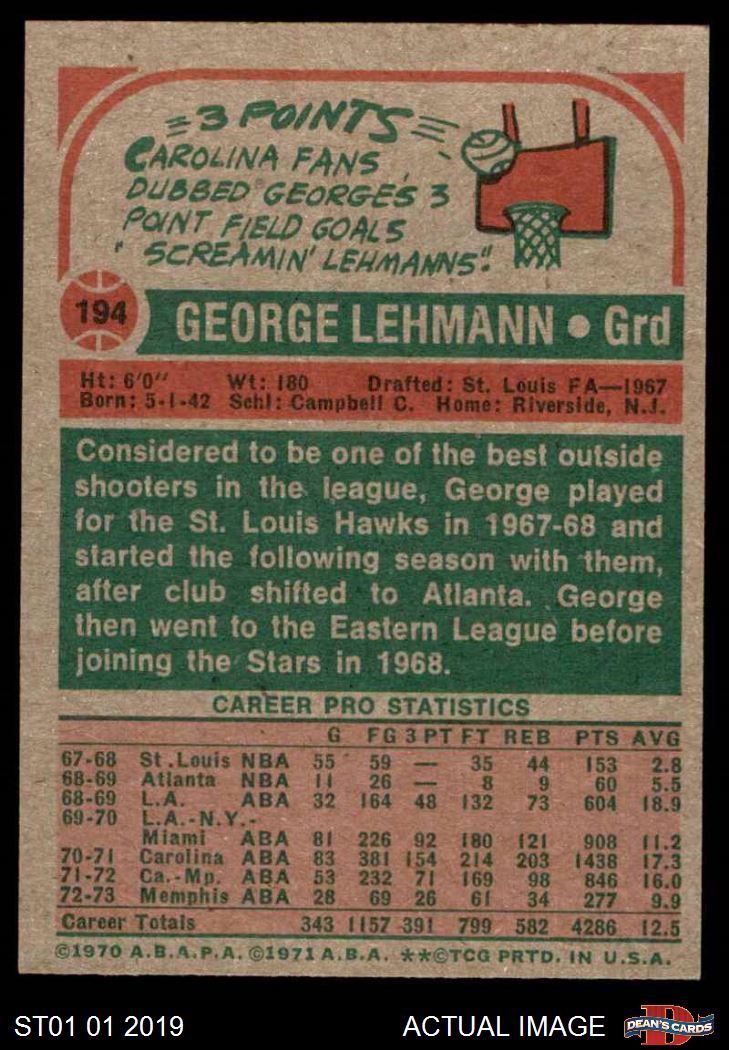 3 POINTS
CAROLINA FANS
DUBBED GEORGE'S 3
POINT FIELD GOALS
"SCREAMIN' LEHMANNS."
194
GEORGE LEHMANN • Grd
Ht: 6'0" Wt: 180 Drafted: St. Louis FA—1967
Born: 5-1-42 Schl: Campbell C. Home: Riverside, N.J.
Considered to be one of the best outside
shooters in the league, George played
for the St. Louis Hawks in 1967-68 and
started the following season with them,
after club shifted to Atlanta. George
then went to the Eastern League before
joining the Stars in 1968.
CAREER PRO STATISTICS
G FG 3 PT FT REB PTS AVG
67-68 St. Louis NBA 55 59 — 35 44 153 2.8
68-69 Atlanta NBA 11 26 — 8 9 60 5.5
68-69 L.A. ABA 32 164 48 132 73 604 18.9
69-70 L.A.-N.Y.-
Miami ABA 81 226 92 180 121 908 11.2
70-71 Carolina ABA 83 381 154 214 203 1438 17.3
71-72 Ca.-Mp. ABA 53 232 71 169 98 846 16.0
72-73 Memphis ABA 28 69 26 61 34 277 9.9
Career Totals 343 1157 391 799 582 4286 12.5
©1970 A.B.A.P.A. ©1971 A.B.A. **©TCG PRTD. IN U.S.A.
ST01 01 2019 ACTUAL IMAGE DEAN'S CARDS